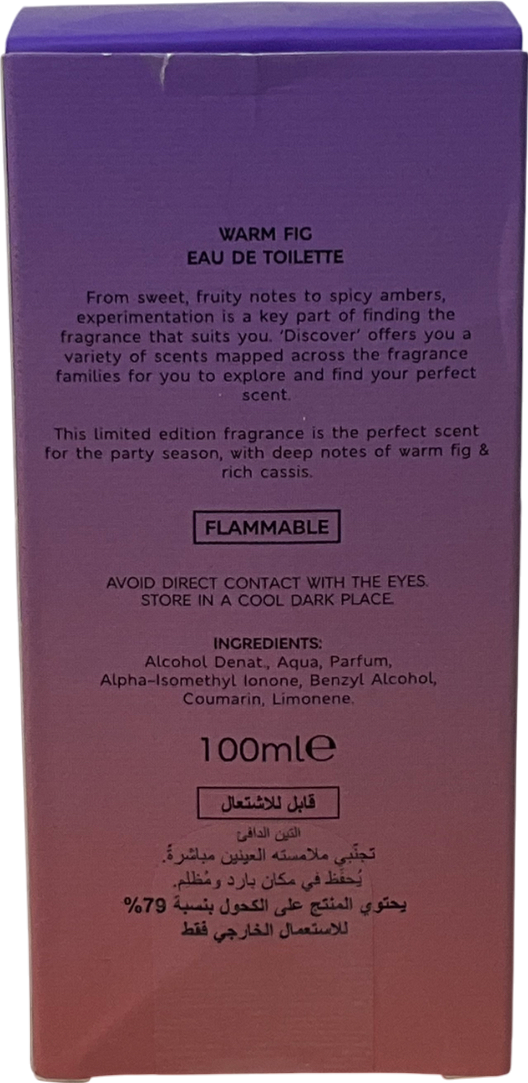 WARM FIG
EAU DE TOILETTE
From sweet, fruity notes to spicy ambers,
experimentation is a key part of finding the
fragrance that suits you. 'Discover' offers you a
variety of scents mapped across the fragrance
families for you to explore and find your perfect
scent.
This limited edition fragrance is the perfect scent
for the party season, with deep notes of warm fig &
rich cassis.
FLAMMABLE
AVOID DIRECT CONTACT WITH THE EYES.
STORE IN A COOL DARK PLACE.
INGREDIENTS:
Alcohol Denat., Aqua, Parfum,
Alpha-Isomethyl Ionone, Benzyl Alcohol,
Coumarin, Limonene.
100ml℮
قابل للاشتعال
التين الدافئ
تجنّبي ملامسته العينين مباشرةً.
يُحفَظ في مكان بارد ومُظلِم.
يحتوي المنتج على الكحول بنسبة 79%
للاستعمال الخارجي فقط